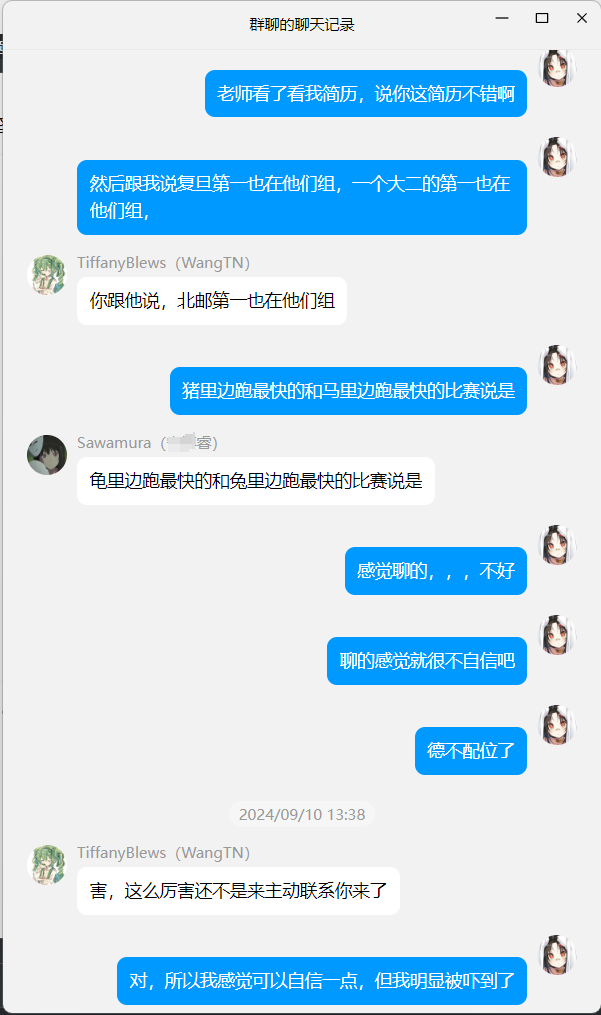 群聊的聊天记录
老师看了看我简历，说你这简历不错啊
然后跟我说复旦第一也在他们组，一个大二的第一也在
他们组，
TiffanyBlews（WangTN）
你跟他说，北邮第一也在他们组
猪里边跑最快的和马里边跑最快的比赛说是
Sawamura（睿）
龟里边跑最快的和兔里边跑最快的比赛说是
感觉聊的，，，不好
聊的感觉就很不自信吧
德不配位了
2024/09/10 13:38
TiffanyBlews（WangTN）
害，这么厉害还不是来主动联系你来了
对，所以我感觉可以自信一点，但我明显被吓到了